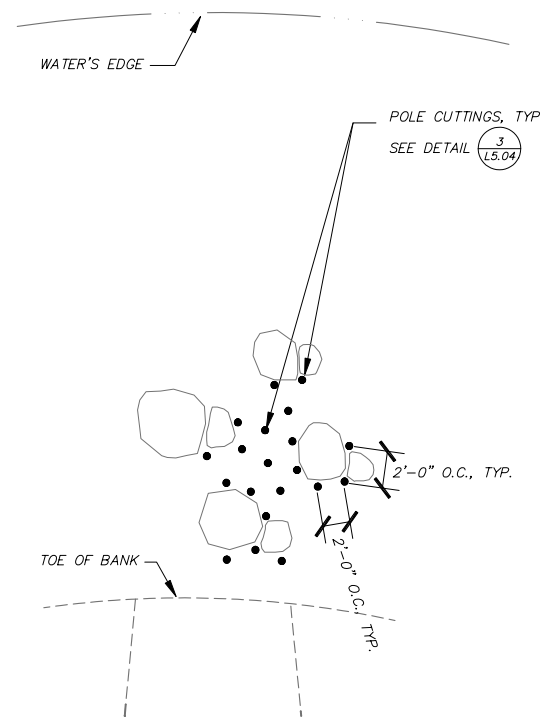 WATER'S EDGE
POLE CUTTINGS, TYP
SEE DETAIL
3
L5.04
2'-0" O.C., TYP.
2'-0" O.C., TYP.
TOE OF BANK